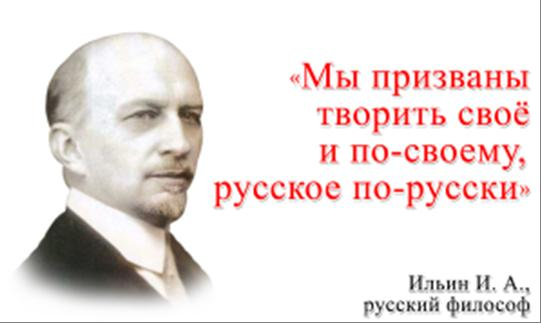 «Мы призваны
творить своё
и по-своему,
русское по-русски»
Ильин И. А.,
русский философ